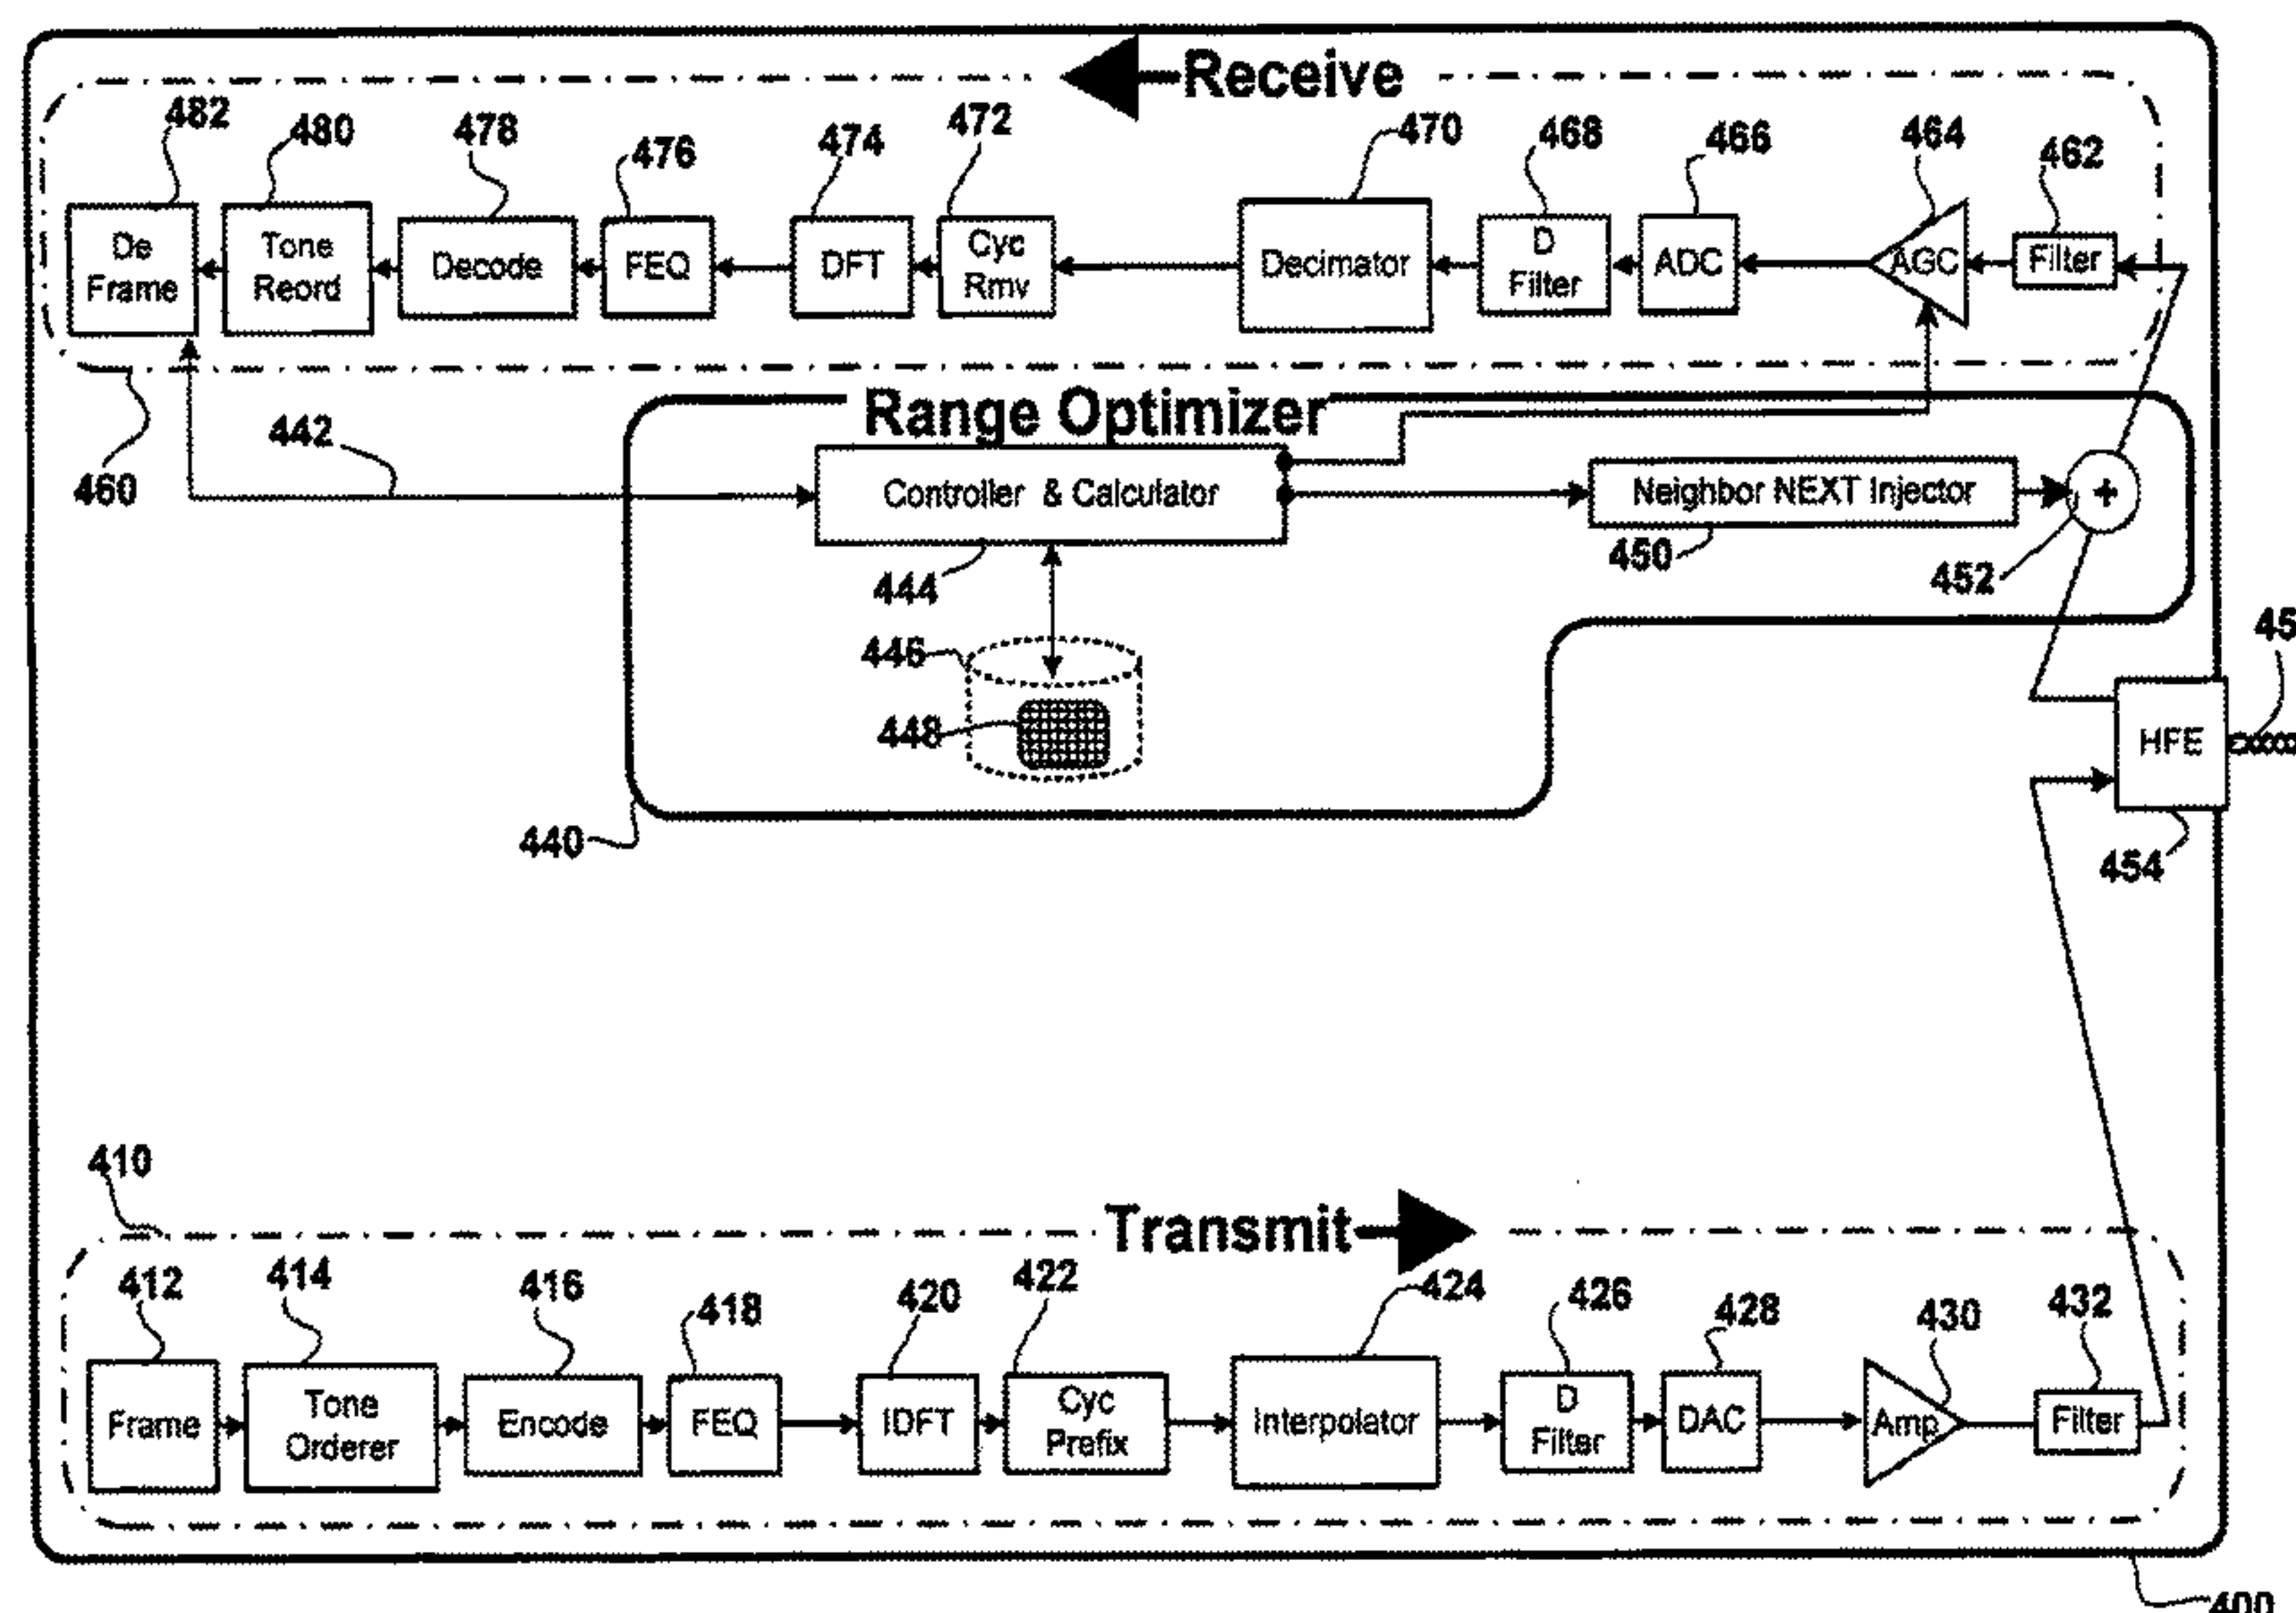 Receive
482
480
478
476
474
472
470
468
466
464
462
De
Frame
Tone
Reord
Decode
FEQ
DFT
Cyc
Rmv
Decimator
D
Filter
ADC
AGC
Filter
460
442
Range Optimizer
Controller & Calculator
Neighbor NEXT Injector
+
444
450
452
446
448
440
45
HFE
454
410
Transmit
412
414
416
418
420
422
424
426
428
430
432
Frame
Tone
Orderer
Encode
FEQ
IDFT
Cyc
Prefix
Interpolator
D
Filter
DAC
Amp
Filter
400